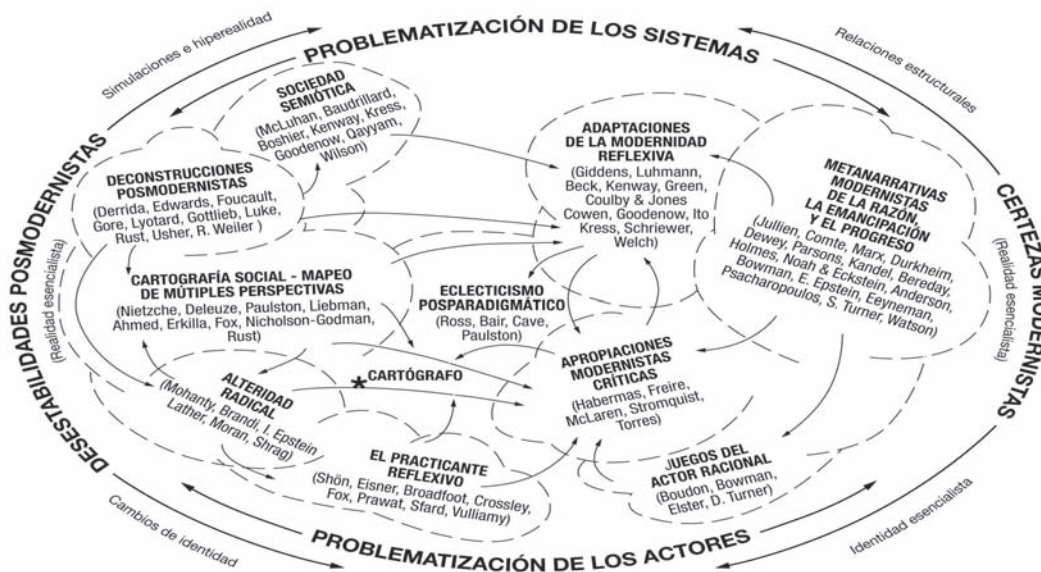 Simulaciones e hiperealidad
PROBLEMATIZACIÓN DE LOS SISTEMAS
Relaciones estructurales
DESESTABILIDADES POSMODERNISTAS
(Realidad esencialista)
SOCIEDAD
SEMIÓTICA
(McLuhan, Baudrillard,
Boshier, Kenway, Kress,
Goodenow, Qayyam,
Wilson)
DECONSTRUCCIONES
POSMODERNISTAS
(Derrida, Edwards, Foucault,
Gore, Lyotard, Gottlieb, Luke,
Rust, Usher, R. Weiler )
ADAPTACIONES
DE LA MODERNIDAD
REFLEXIVA
(Giddens, Luhmann,
Beck, Kenway, Green,
Coulby & Jones
Cowen, Goodenow, Ito
Kress, Schriewer,
Welch)
METANARRATIVAS
MODERNISTAS
DE LA RAZÓN,
LA EMANCIPACIÓN
Y EL PROGRESO
(Jullien, Comte, Marx, Durkheim,
Dewey, Parsons, Kandel, Bereday,
Holmes, Noah & Eckstein, Anderson,
Bowman, E. Epstein, Eeyneman,
Psacharopoulos, S. Turner, Watson)
CERTEZAS MODERNISTAS
(Realidad esencialista)
CARTOGRAFÍA SOCIAL - MAPEO
DE MÚTIPLES PERSPECTIVAS
(Nietzche, Deleuze, Paulston, Liebman,
Ahmed, Erkilla, Fox, Nicholson-Godman,
Rust)
ECLECTICISMO
POSPARADIGMÁTICO
(Ross, Bair, Cave,
Paulston)
APROPIACIONES
MODERNISTAS
CRÍTICAS
(Habermas, Freire,
McLaren, Stromquist,
Torres)
*CARTÓGRAFO
ALTERIDAD
RADICAL
(Mohanty, Brandi, I. Epstein
Lather, Moran, Shrag)
EL PRACTICANTE
REFLEXIVO
(Shön, Eisner, Broadfoot, Crossley,
Fox, Prawat, Sfard, Vulliamy)
JUEGOS DEL
ACTOR RACIONAL
(Boudon, Bowman,
Elster, D. Turner)
Cambios de identidad
PROBLEMATIZACIÓN DE LOS ACTORES
Identidad esencialista